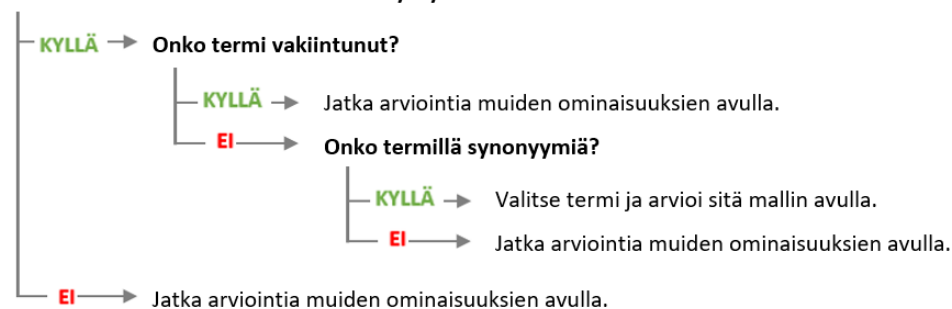 KYLLÄ Onko termi vakiintunut?
KYLLÄ Jatka arviointia muiden ominaisuuksien avulla.
EI Onko termillä synonyymiä?
KYLLÄ Valitse termi ja arvioi sitä mallin avulla.
EI Jatka arviointia muiden ominaisuuksien avulla.
EI Jatka arviointia muiden ominaisuuksien avulla.